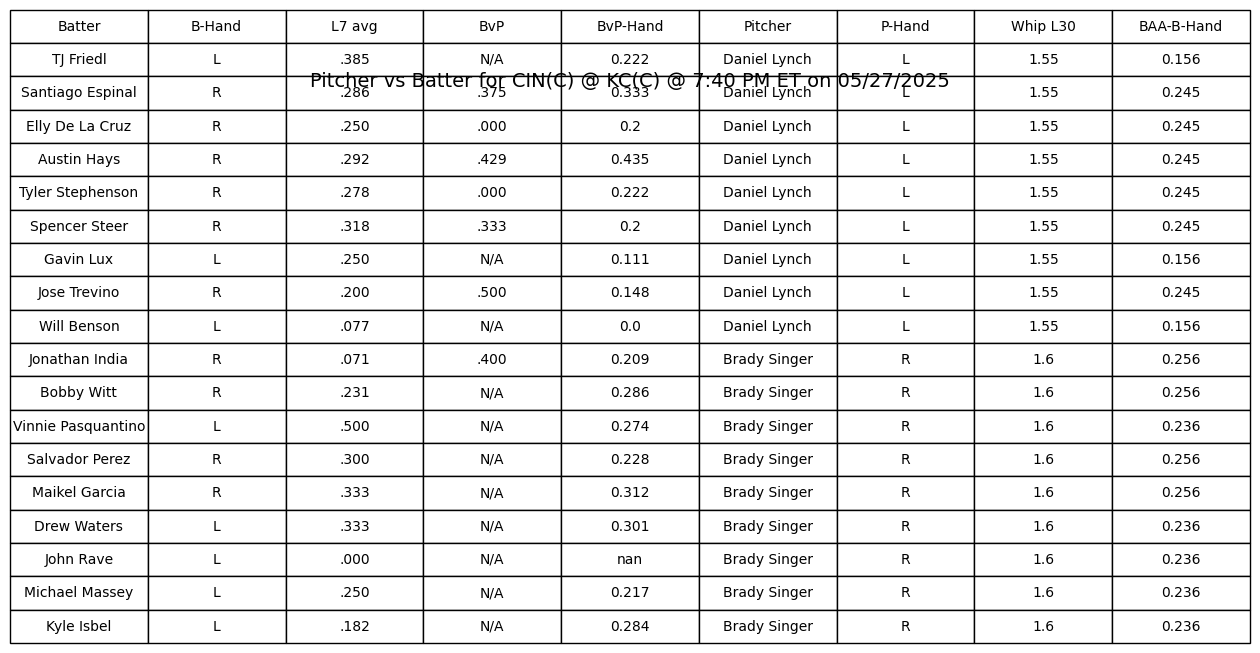 Batter B-Hand L7 avg BvP BvP-Hand Pitcher P-Hand Whip L30 BAA-B-Hand
TJ Friedl L .385 N/A 0.222 Daniel Lynch L 1.55 0.156
Pitcher vs Batter for CIN(C) @ KC(C) @ 7:40 PM ET on 05/27/2025
Santiago Espinal R .286 .375 0.333 Daniel Lynch L 1.55 0.245
Elly De La Cruz R .250 .000 0.2 Daniel Lynch L 1.55 0.245
Austin Hays R .292 .429 0.435 Daniel Lynch L 1.55 0.245
Tyler Stephenson R .278 .000 0.222 Daniel Lynch L 1.55 0.245
Spencer Steer R .318 .333 0.2 Daniel Lynch L 1.55 0.245
Gavin Lux L .250 N/A 0.111 Daniel Lynch L 1.55 0.156
Jose Trevino R .200 .500 0.148 Daniel Lynch L 1.55 0.245
Will Benson L .077 N/A 0.0 Daniel Lynch L 1.55 0.156
Jonathan India R .071 .400 0.209 Brady Singer R 1.6 0.256
Bobby Witt R .231 N/A 0.286 Brady Singer R 1.6 0.256
Vinnie Pasquantino L .500 N/A 0.274 Brady Singer R 1.6 0.236
Salvador Perez R .300 N/A 0.228 Brady Singer R 1.6 0.256
Maikel Garcia R .333 N/A 0.312 Brady Singer R 1.6 0.256
Drew Waters L .333 N/A 0.301 Brady Singer R 1.6 0.236
John Rave L .000 N/A nan Brady Singer R 1.6 0.236
Michael Massey L .250 N/A 0.217 Brady Singer R 1.6 0.236
Kyle Isbel L .182 N/A 0.284 Brady Singer R 1.6 0.236